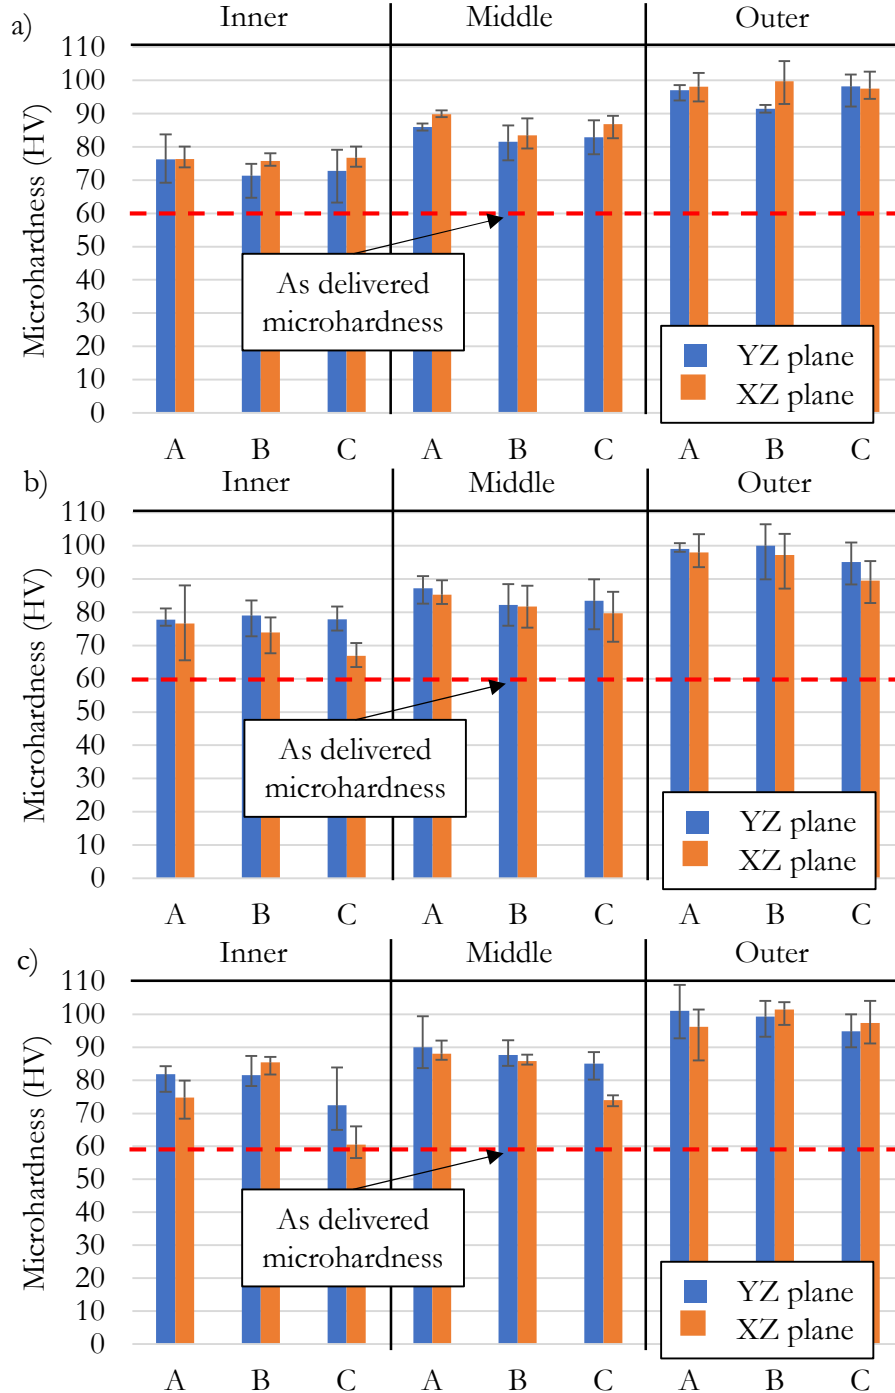 a)
Inner Middle Outer
Microhardness (HV)
110
100
90
80
70
60
50
40
30
20
10
0
As delivered
microhardness
YZ plane
XZ plane
A B C A B C A B C
b)
Inner Middle Outer
Microhardness (HV)
110
100
90
80
70
60
50
40
30
20
10
0
As delivered
microhardness
YZ plane
XZ plane
A B C A B C A B C
c)
Inner Middle Outer
Microhardness (HV)
110
100
90
80
70
60
50
40
30
20
10
0
As delivered
microhardness
YZ plane
XZ plane
A B C A B C A B C